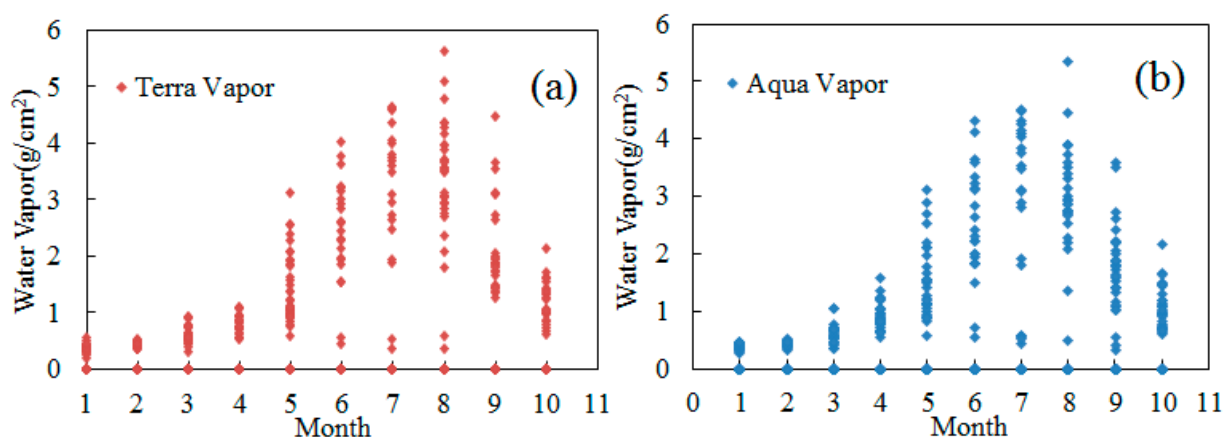 6
5
4
3
2
1
0
Water Vapor(g/cm²)
Terra Vapor
(a)
1 2 3 4 5 6 7 8 9 10 11
Month
6
5
4
3
2
1
0
Water Vapor(g/cm²)
Aqua Vapor
(b)
0 1 2 3 4 5 6 7 8 9 10 11
Month